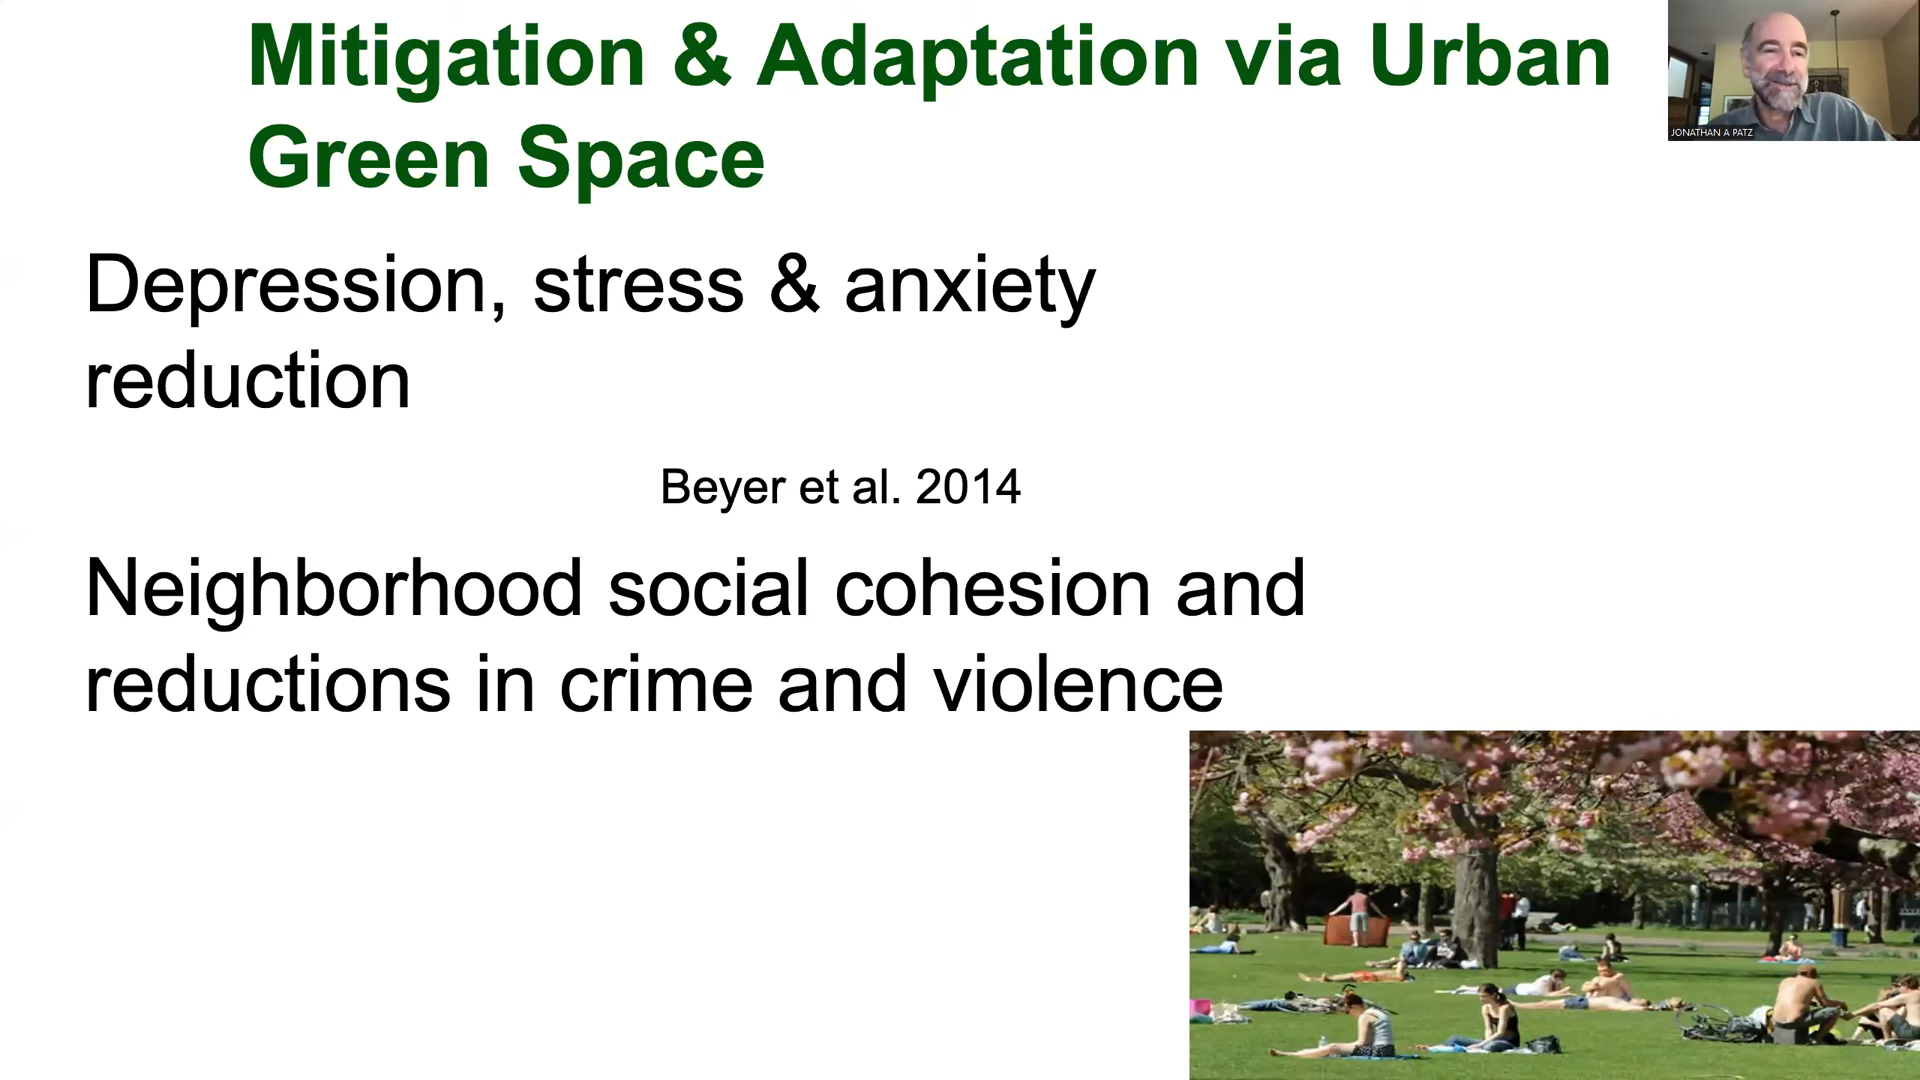 Mitigation & Adaptation via Urban
Green Space
JONATHAN A PATZ
Depression, stress & anxiety
reduction
Beyer et al. 2014
Neighborhood social cohesion and
reductions in crime and violence